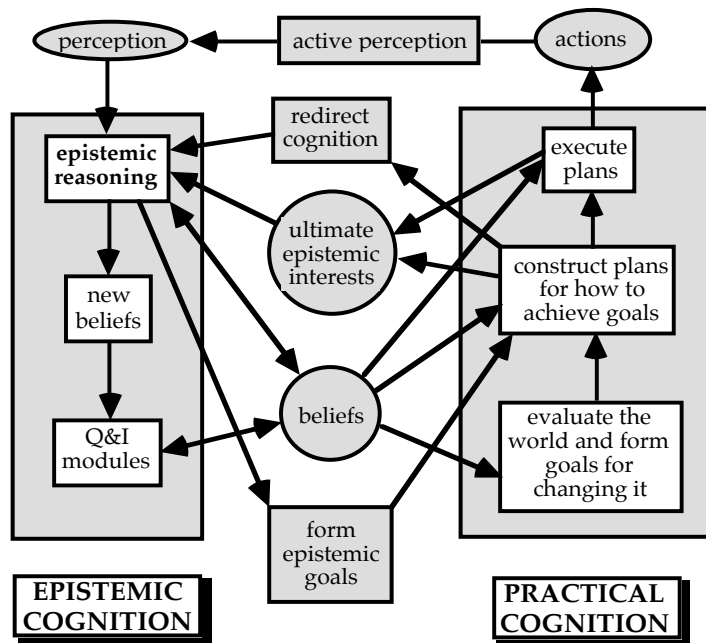 perception
active perception
actions
redirect
cognition
epistemic
reasoning
execute
plans
ultimate
epistemic
interests
construct plans
for how to
achieve goals
new
beliefs
beliefs
Q&I
modules
evaluate the
world and form
goals for
changing it
form
epistemic
goals
EPISTEMIC
COGNITION
PRACTICAL
COGNITION